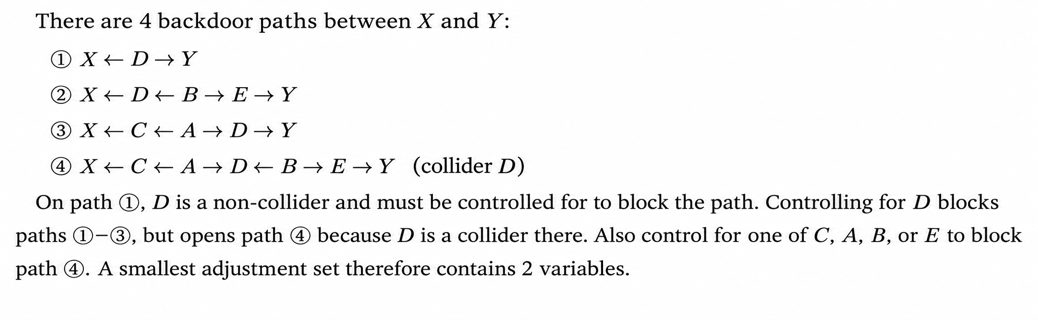 There are 4 backdoor paths between X and Y:
① X ← D → Y
② X ← D ← B → E → Y
③ X ← C ← A → D → Y
④ X ← C ← A → D ← B → E → Y (collider D)
On path ①, D is a non-collider and must be controlled for to block the path. Controlling for D blocks
paths ①–③, but opens path ④ because D is a collider there. Also control for one of C, A, B, or E to block
path ④. A smallest adjustment set therefore contains 2 variables.